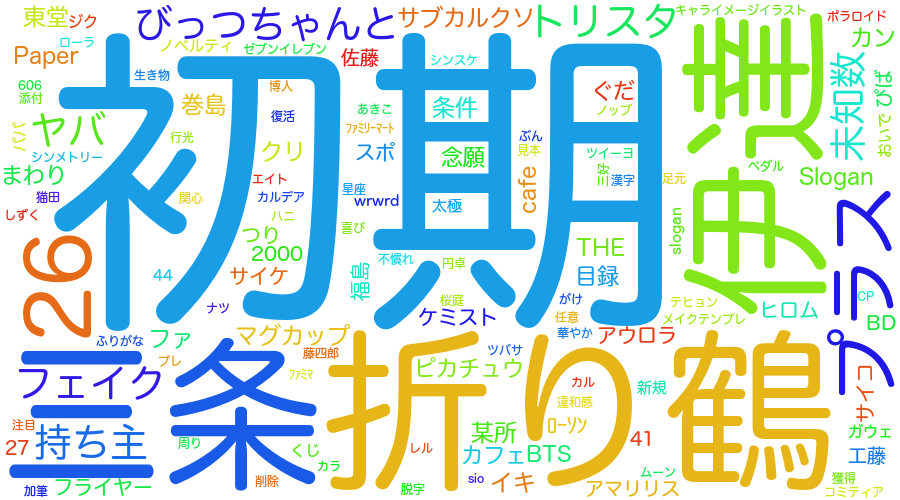 東堂
ジク
びっつちゃんと
サブカルクソ
トリスタ
キャライメージイラスト
ポラロイド
カン
ローラ
Paper
ノベルティ
ゼブンイレブン
佐藤
シンスケ
生き物
606
添付
初期
伊達
未知数
ぴぱ
おいで
博人
復活
巻島
あきこ
条件
ぐだ
ノップ
ヤバ
パパ
ファミリーマート
行光
クリ
スポ
念願
ぶん
見本
ツイーヨ
シンメトリー
まわり
猫田
しずく
エイト
カルデア
関心
ハニ
星座
wrwrd
太極
cafe
三好
漢字
足元
ペダル
Slogan
slogan
26
つり
2000
喜び
44
サイケ
福島
不慣れ
円卓
THE
目録
プラス
CP
BD
ナツ
桜庭
がけ
任意
テヒョン
メイクテンプレ
ヒロム
ふりがな
ファ
マグカップ
ケミスト
華やか
アウロラ
プレ
藤四郎
ツバサ
三条
折り鶴
フェイク
ファミマ
ピカチュウ
カル
新規
違和感
サイコ
注目
27
持ち主
周り
くじ
カラ
レル
某所
ローソン
41
ガウェ
カフェ
BTS
工藤
加筆
フライヤー
削除
脱字
sio
イキ
アマリリス
ムーン
獲得
コミティア